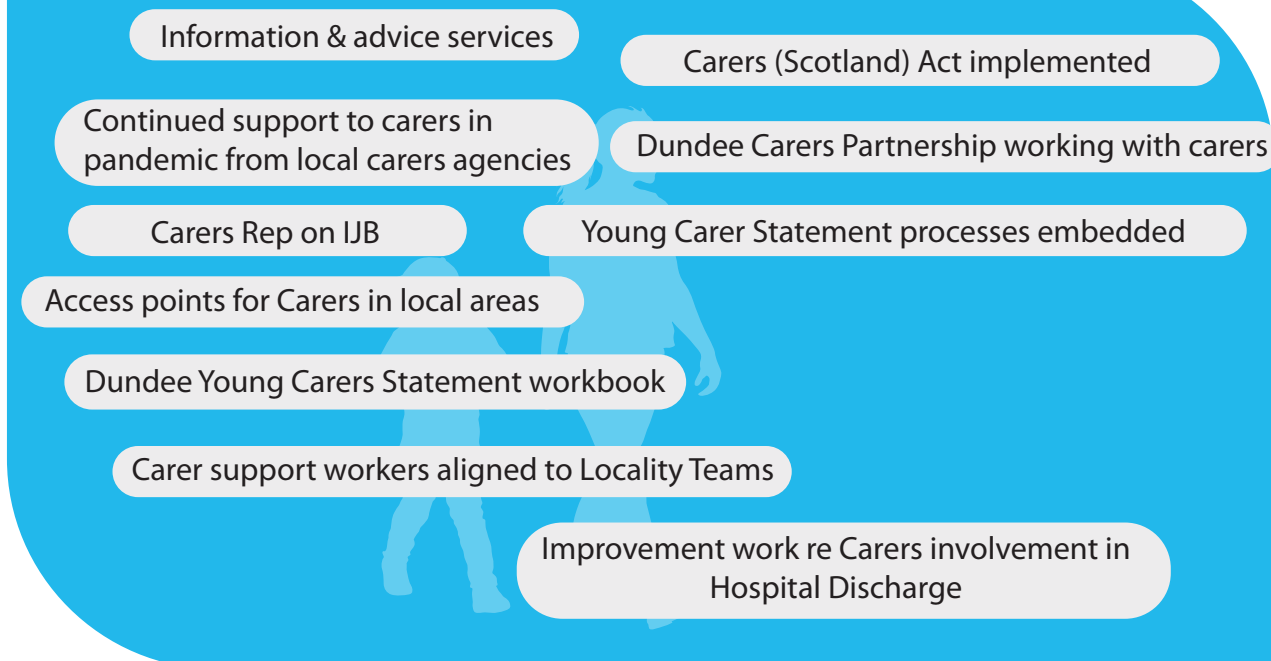 Information & advice services
Carers (Scotland) Act implemented
Continued support to carers in
pandemic from local carers agencies
Dundee Carers Partnership working with carers
Carers Rep on IJB
Young Carer Statement processes embedded
Access points for Carers in local areas
Dundee Young Carers Statement workbook
Carer support workers aligned to Locality Teams
Improvement work re Carers involvement in
Hospital Discharge